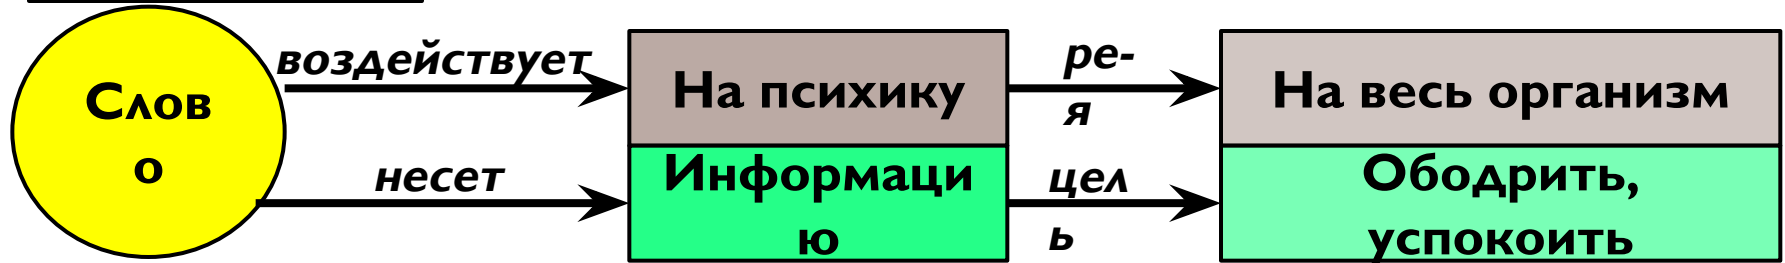 Слов
о
воздействует
несет
На психику
Информаци
ю
ре-
я
цел
ь
На весь организм
Ободрить,
успокоить